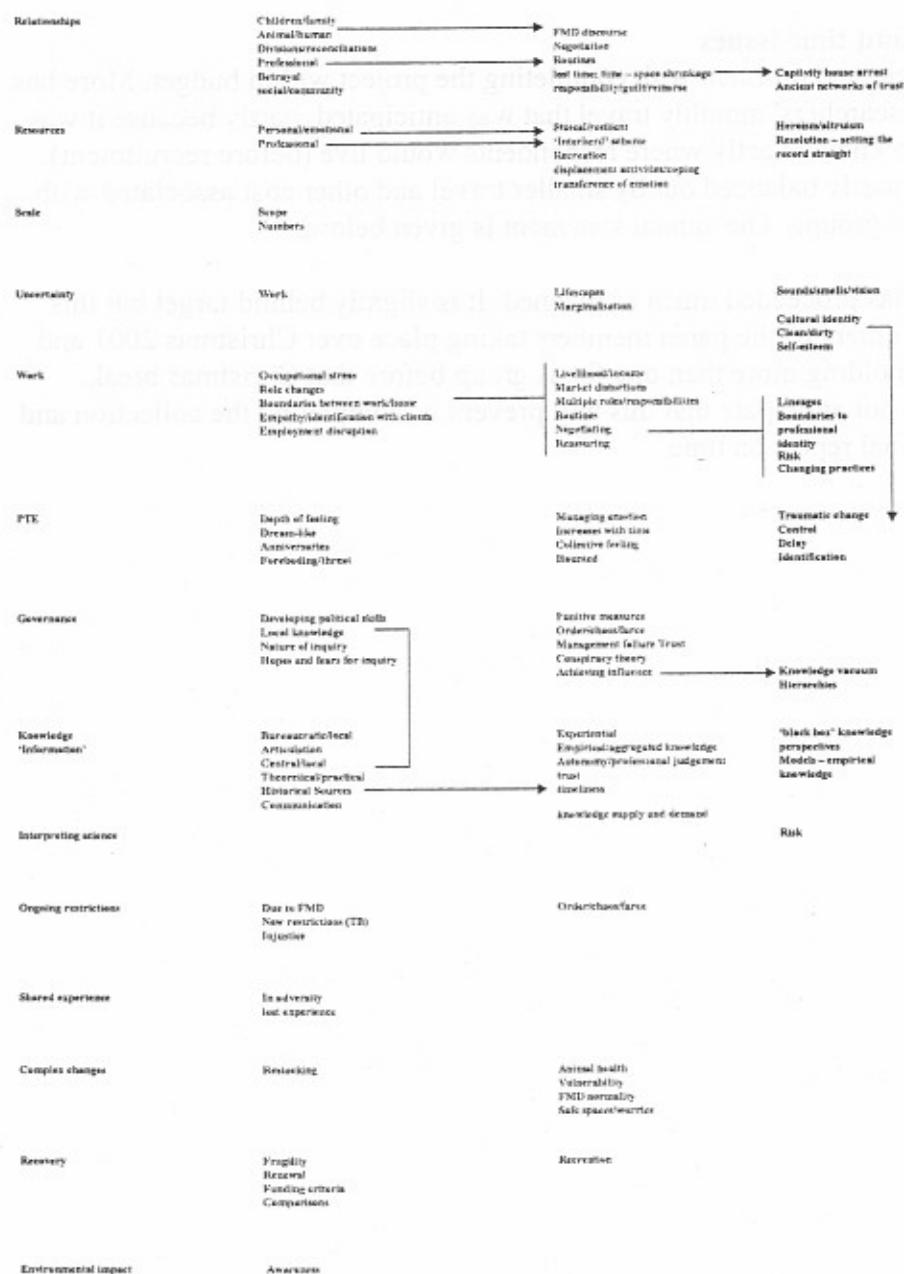 Relationships
Children/family
Animal/human
Divisions/reconciliations
Professional
Betrayal
social/community
FMD discourse
Negotiation
Routines
lost time; time – space shrinkage
responsibility/guilt/remorse
Captivity house arrest
Ancient networks of trust
Resources
Personal/emotional
Professional
Eternal/
Recreation
displacement activities/coping
transference of emotion
Heroism/altruism
Resolution – setting the
record straight
Scale
Scope
Numbers
Uncertainty
Work
Lifescapes
Marginalisation
Sounds/smells/vision
Cultural identity
Clean/dirty
Self-esteem
Work
Occupational stress
Role changes
Boundaries between work/home
Empathy/identification with clients
Employment disruption
Livelihood/income
Market distortions
Multiple roles/responsibilities
Negotiating
Reassuring
Lineages
Boundaries to
professional
identity
Risk
Changing practices
PTE
Depth of feeling
Dream-like
Anniversaries
Foreboding/threat
Managing emotion
Increases with time
Collective feeling
Traumatic change
Control
Delay
Identification
Governance
Developing political skills
Local knowledge
Nature of inquiry
Hopes and fears for inquiry
Punitive measures
Order/chaos/farce
Management failure Trust
Conspiracy theory
Achieving influence
Knowledge vacuum
Hierarchies
Knowledge
'Information'
Bureaucratic/local
Articulation
Central/local
Theoretical/practical
Historical Sources
Communication
Experiential
Empirical/aggregated knowledge
Autonomy/professional judgement
trust
timeliness
knowledge supply and demand
"black box" knowledge
perspectives
Models – empirical
knowledge
Interpreting science
Risk
Ongoing restrictions
Due to FMD
New restrictions (TB)
Injustice
Order/chaos/farce
Shared experience
In adversity
lost experience
Complex changes
Restocking
Animal health
Vulnerability
FMD normality
Safe spaces/worries
Recovery
Fragility
Renewal
Funding criteria
Comparisons
Recreation
Environmental impact
Awareness